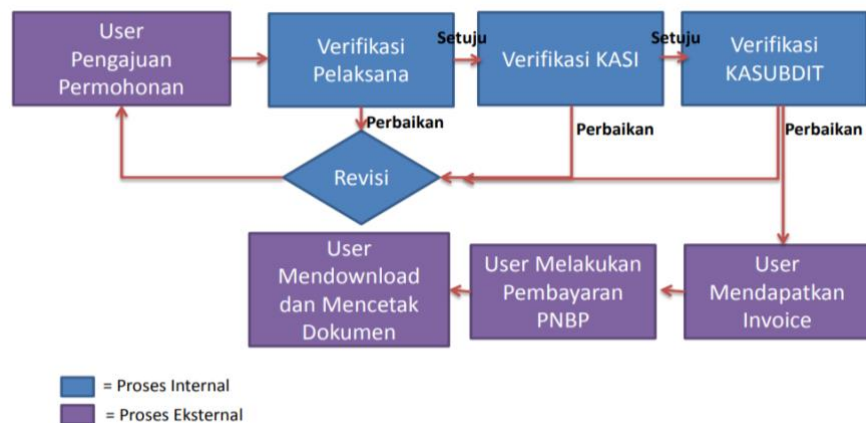 User
Pengajuan
Permohonan
Verifikasi
Pelaksana
Setuju
Verifikasi KASI
Setuju
Verifikasi
KASUBDIT
Perbaikan
Perbaikan
Perbaikan
Revisi
User
Mendownload
dan Mencetak
Dokumen
User Melakukan
Pembayaran
PNBP
User
Mendapatkan
Invoice
= Proses Internal
= Proses Eksternal